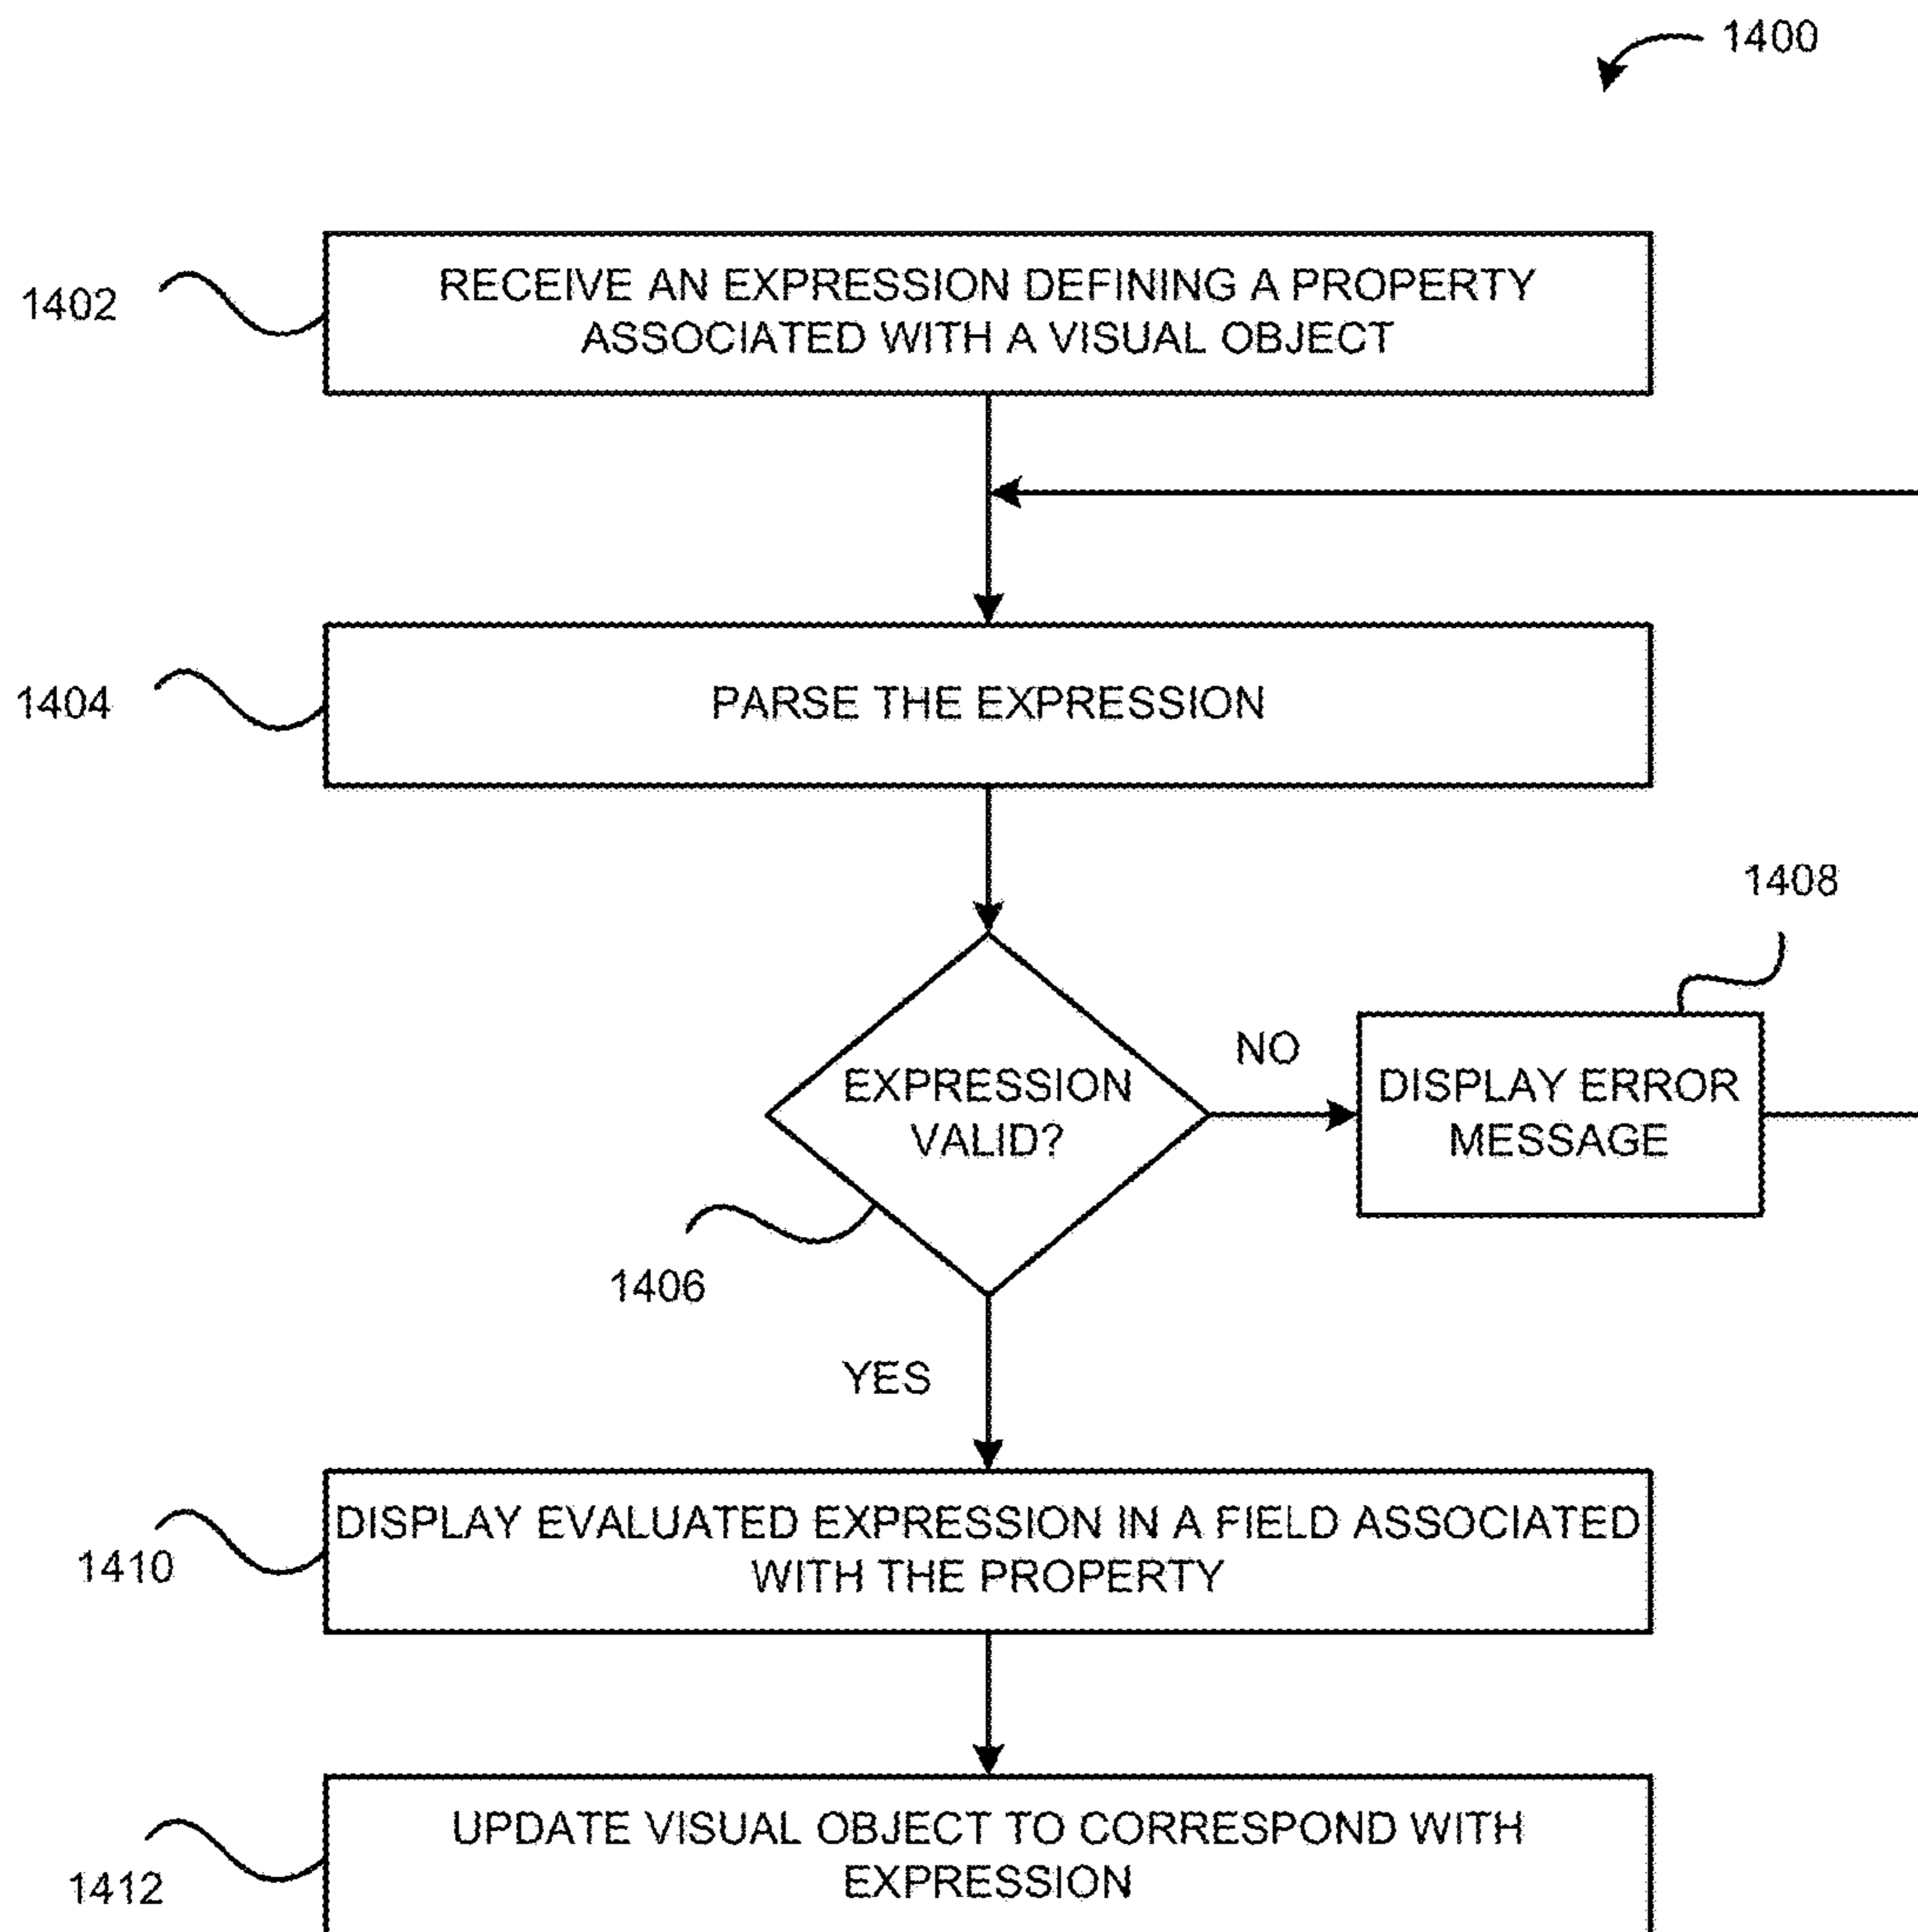 1400
1402
RECEIVE AN EXPRESSION DEFINING A PROPERTY
ASSOCIATED WITH A VISUAL OBJECT
1404
PARSE THE EXPRESSION
1408
NO
EXPRESSION
VALID?
DISPLAY ERROR
MESSAGE
1406
YES
1410
DISPLAY EVALUATED EXPRESSION IN A FIELD ASSOCIATED
WITH THE PROPERTY
1412
UPDATE VISUAL OBJECT TO CORRESPOND WITH
EXPRESSION